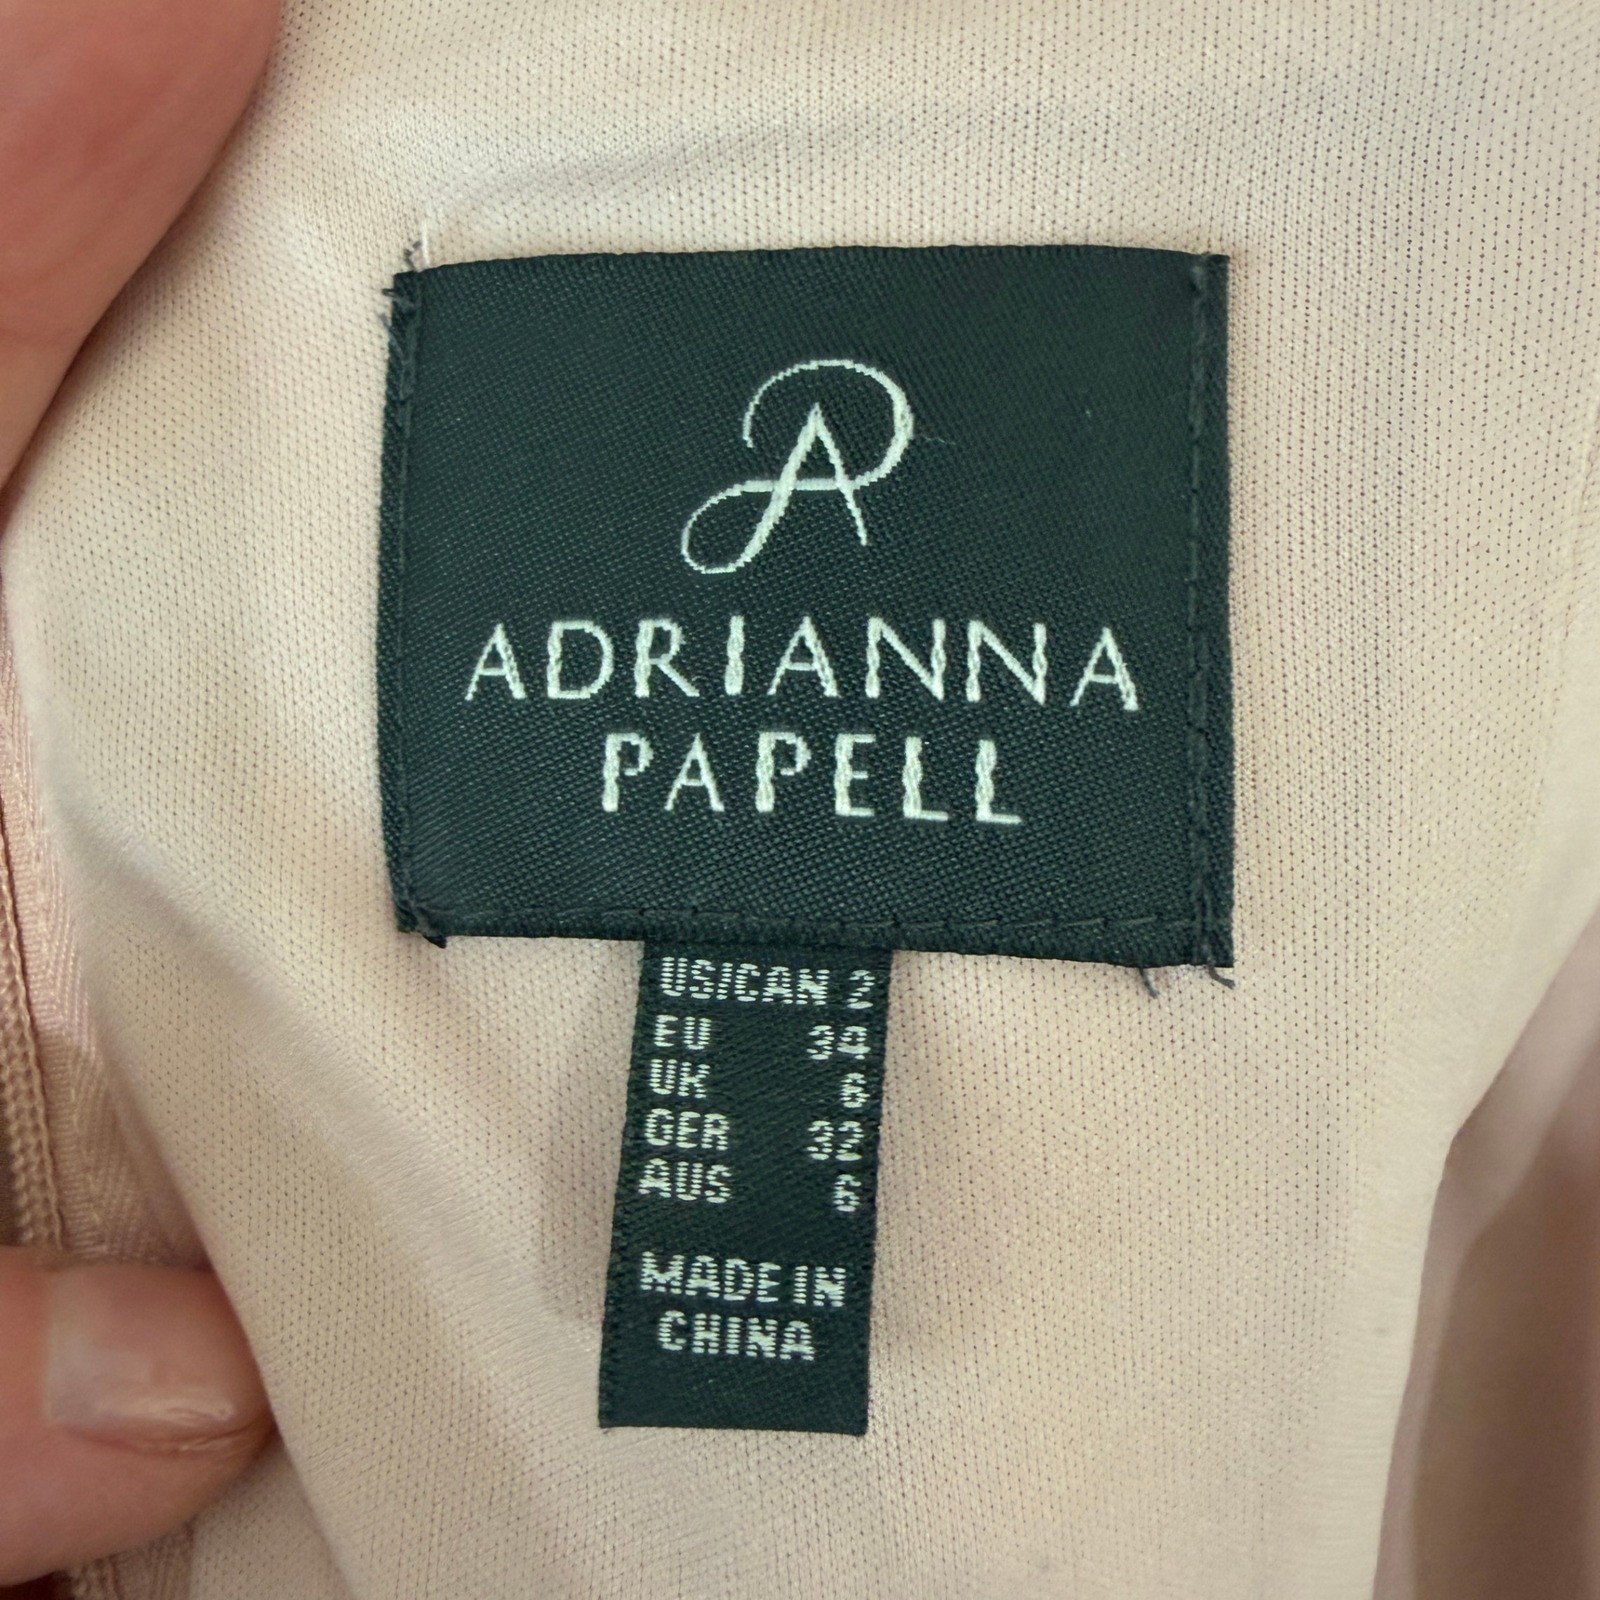 ADRIANNA
PAPELL
US|CAN 2
EU 34
UK 6
GER 32
AUS 6
MADE IN
CHINA